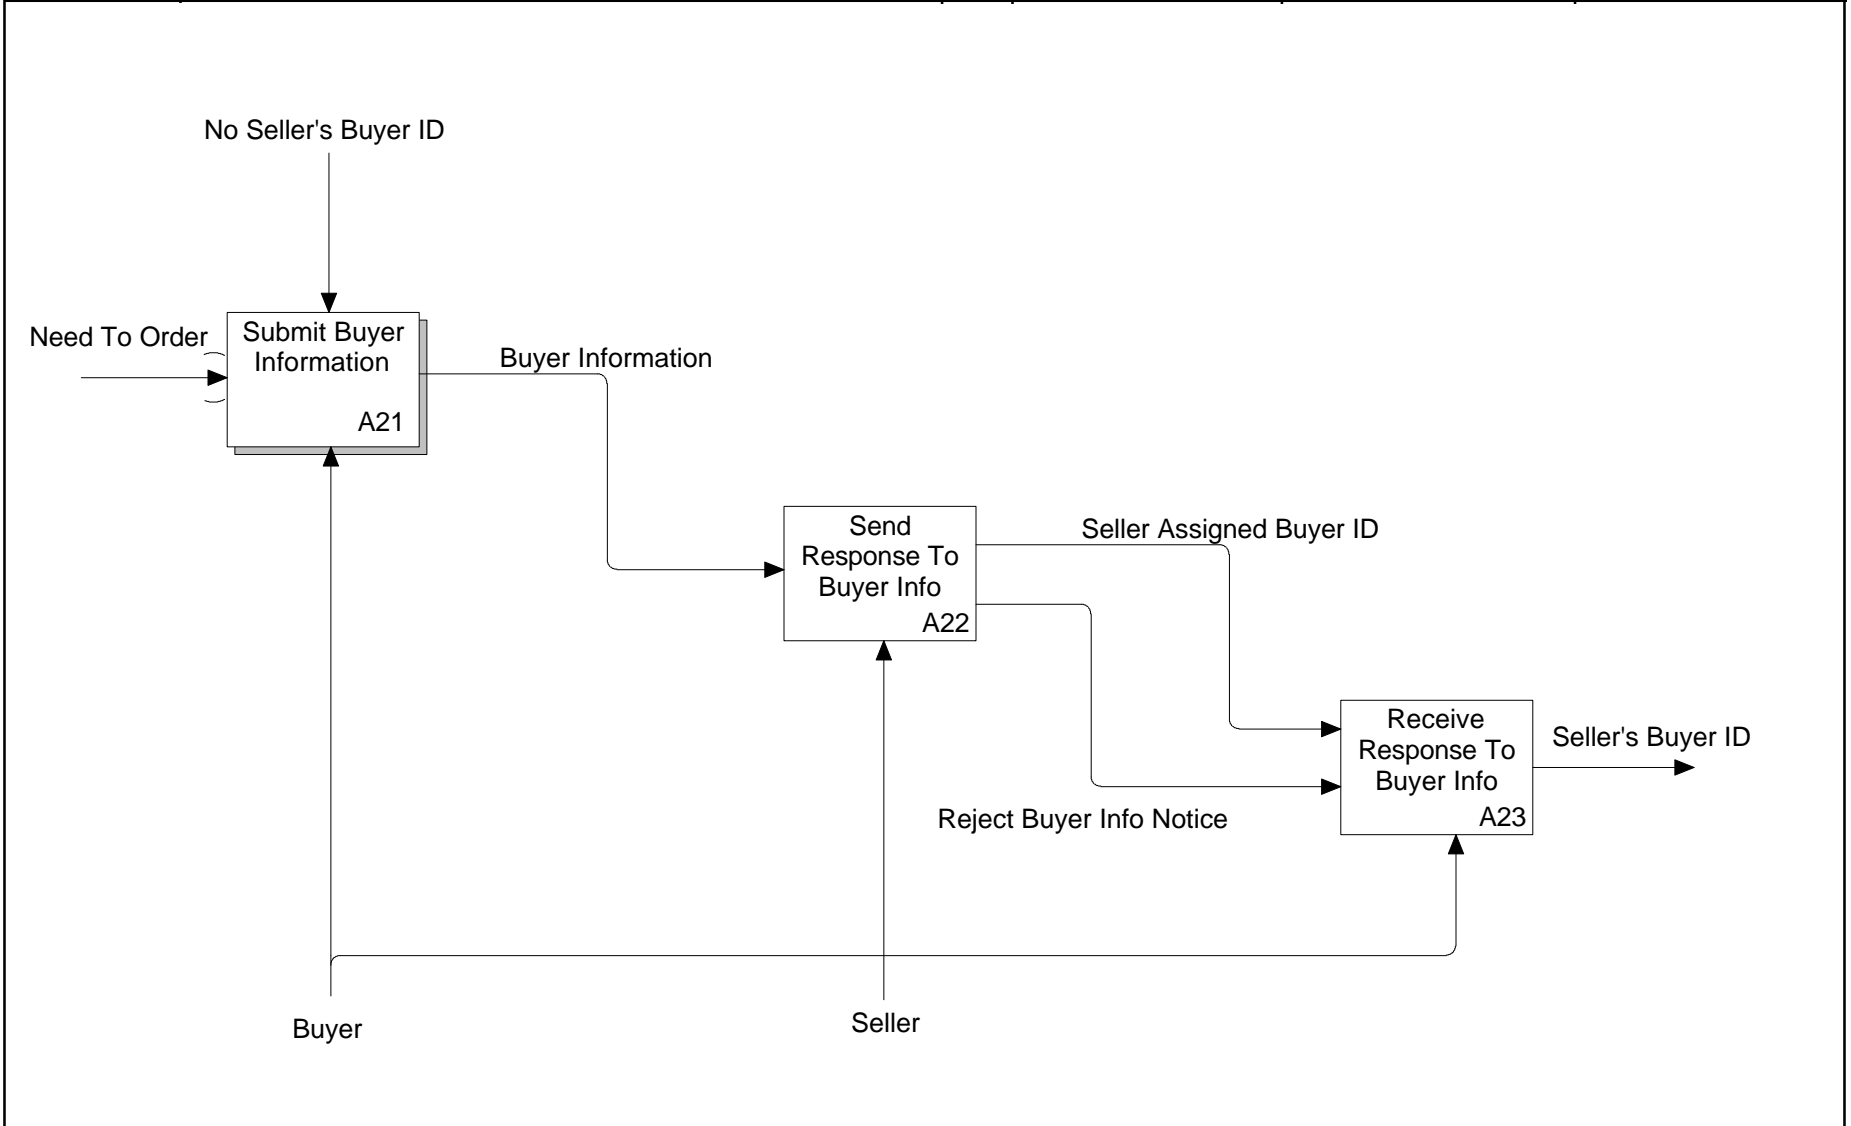 No Seller's Buyer ID
Need To Order
Submit Buyer
Information
A21
Buyer Information
Send
Response To
Buyer Info
A22
Seller Assigned Buyer ID
Receive
Response To
Buyer Info
A23
Seller's Buyer ID
Reject Buyer Info Notice
Buyer
Seller